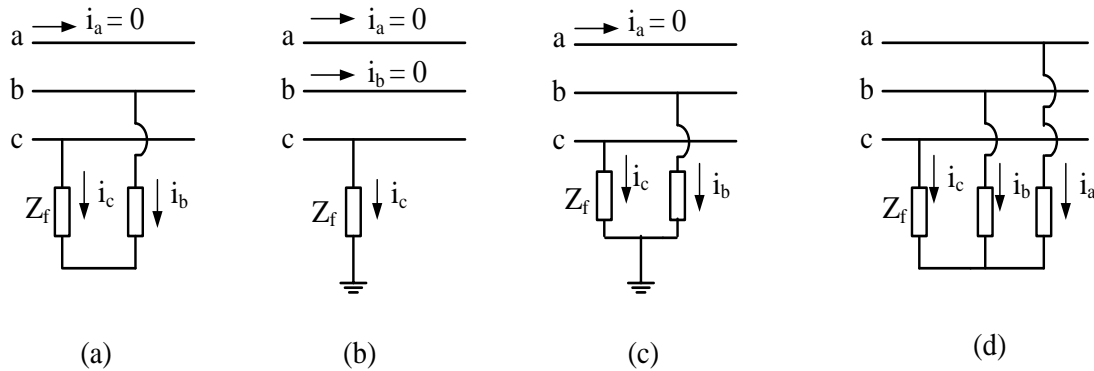 a
i_a = 0
b
c
Z_f
i_c
i_b
(a)
i_a = 0
a
i_b = 0
b
c
Z_f
i_c
(b)
i_a = 0
a
b
c
Z_f
i_c
i_b
(c)
a
b
c
Z_f
i_c
i_b
i_a
(d)